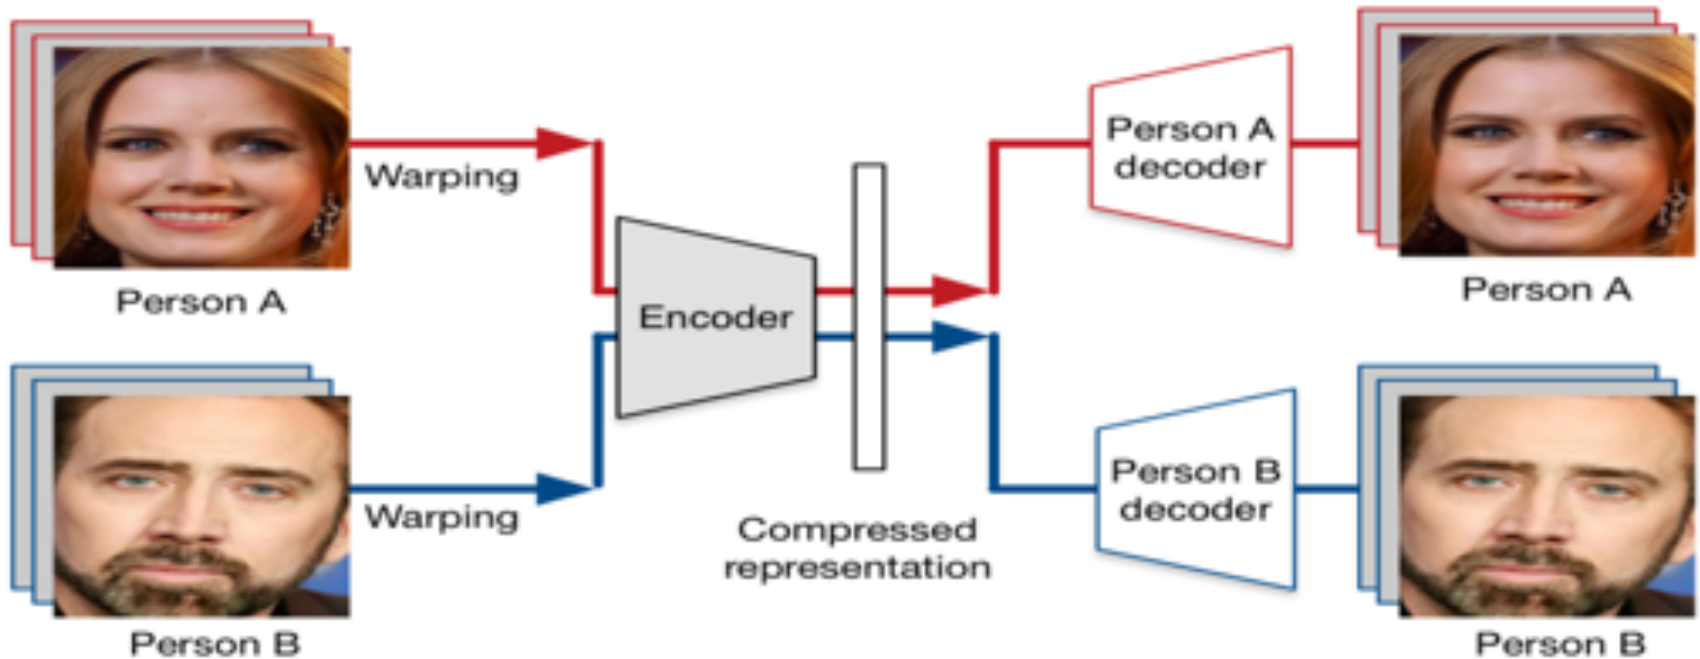 Warping
Person A
Encoder
Person A
decoder
Person A
Warping
Person B
Compressed
representation
Person B
decoder
Person B